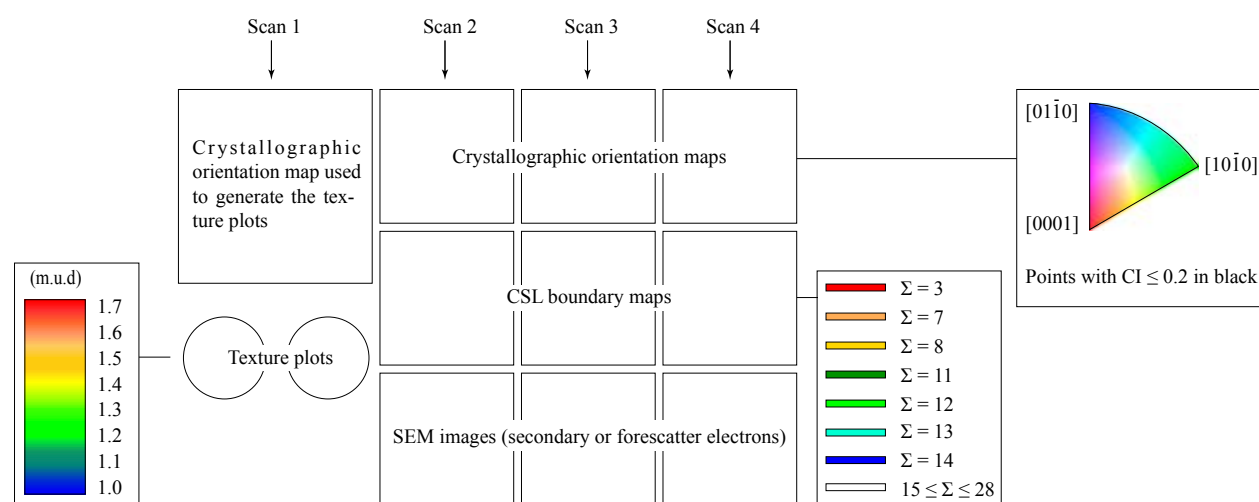 Scan 1
Scan 2
Scan 3
Scan 4
Crystallographic
orientation map used
to generate the tex-
ture plots
Crystallographic orientation maps
[011̄0]
[101̄0]
[0001]
Points with CI ≤ 0.2 in black
(m.u.d)
1.7
1.6
1.5
1.4
1.3
1.2
1.1
1.0
Texture plots
CSL boundary maps
SEM images (secondary or forescatter electrons)
Σ = 3
Σ = 7
Σ = 8
Σ = 11
Σ = 12
Σ = 13
Σ = 14
15 ≤ Σ ≤ 28